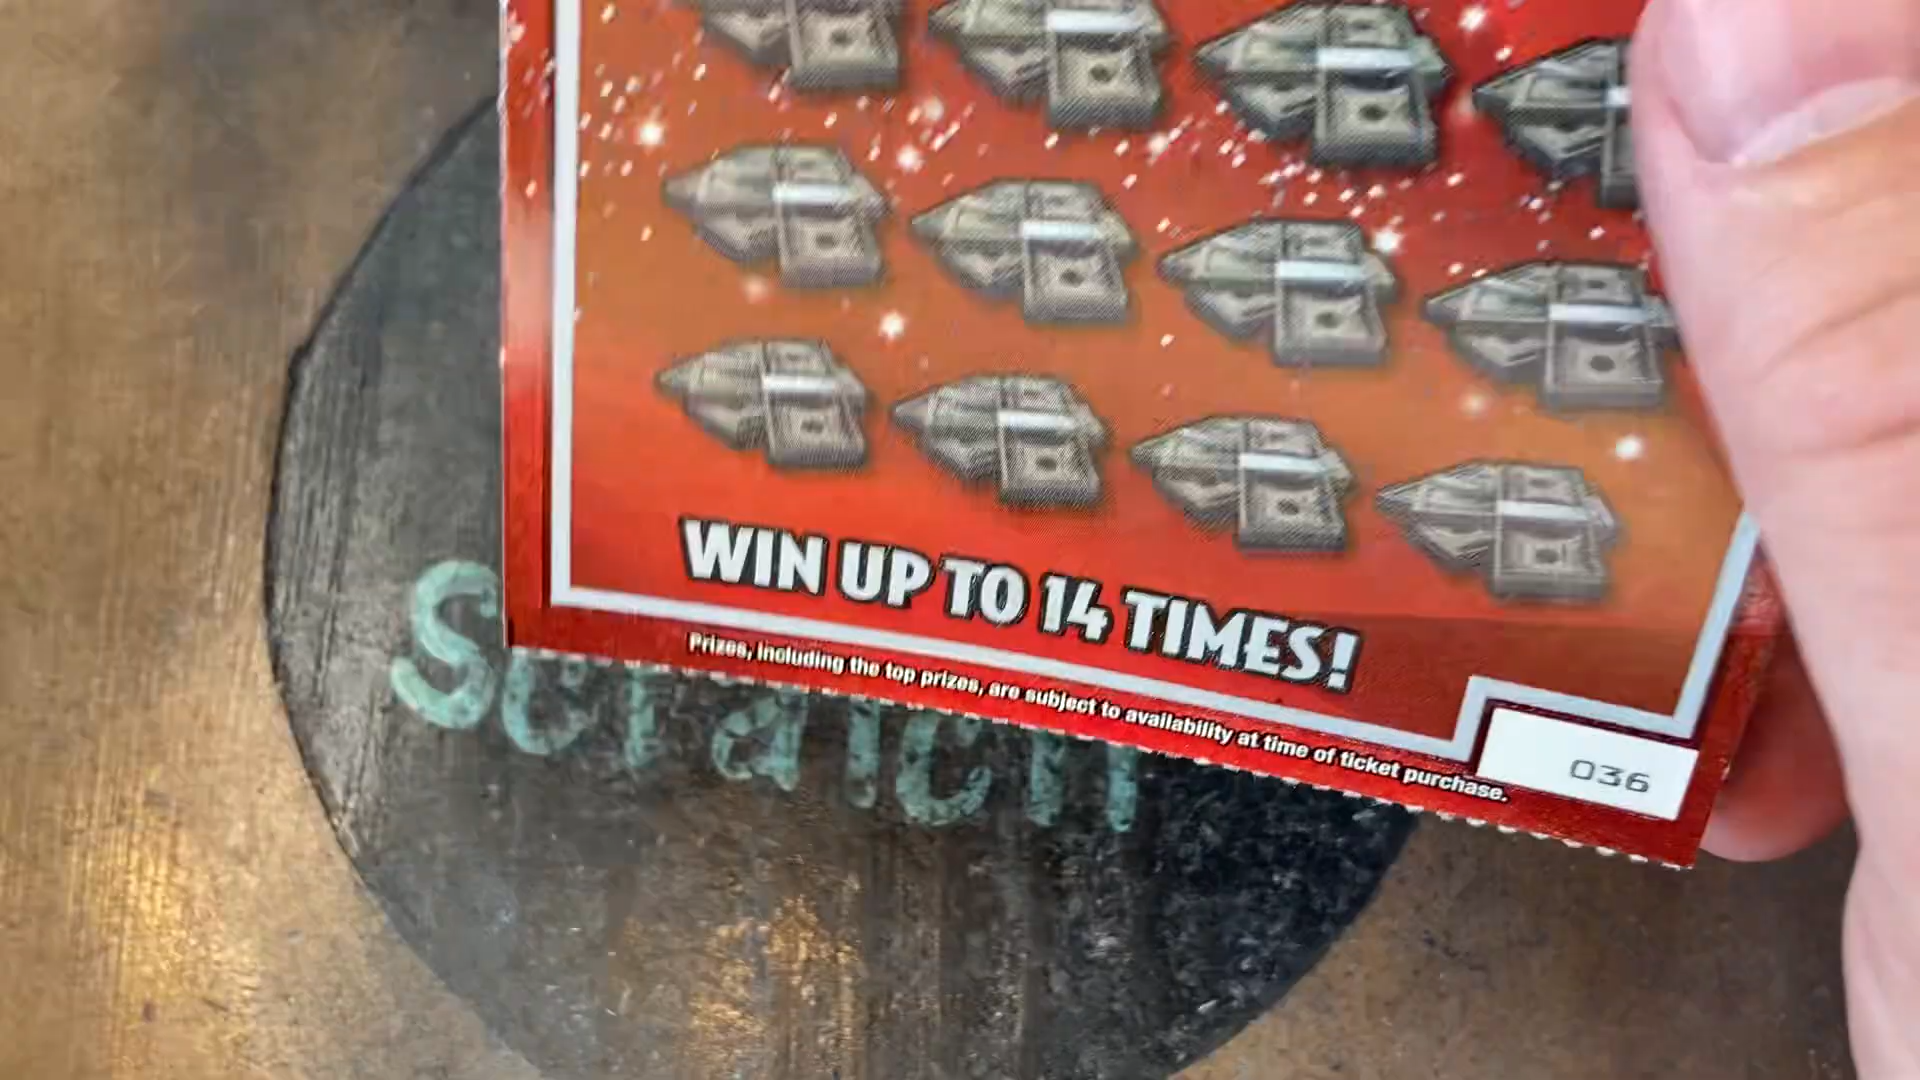 WIN UP TO 14 TIMES!
Prizes, including the top prizes, are subject to availability at time of ticket purchase.
036
Scratch